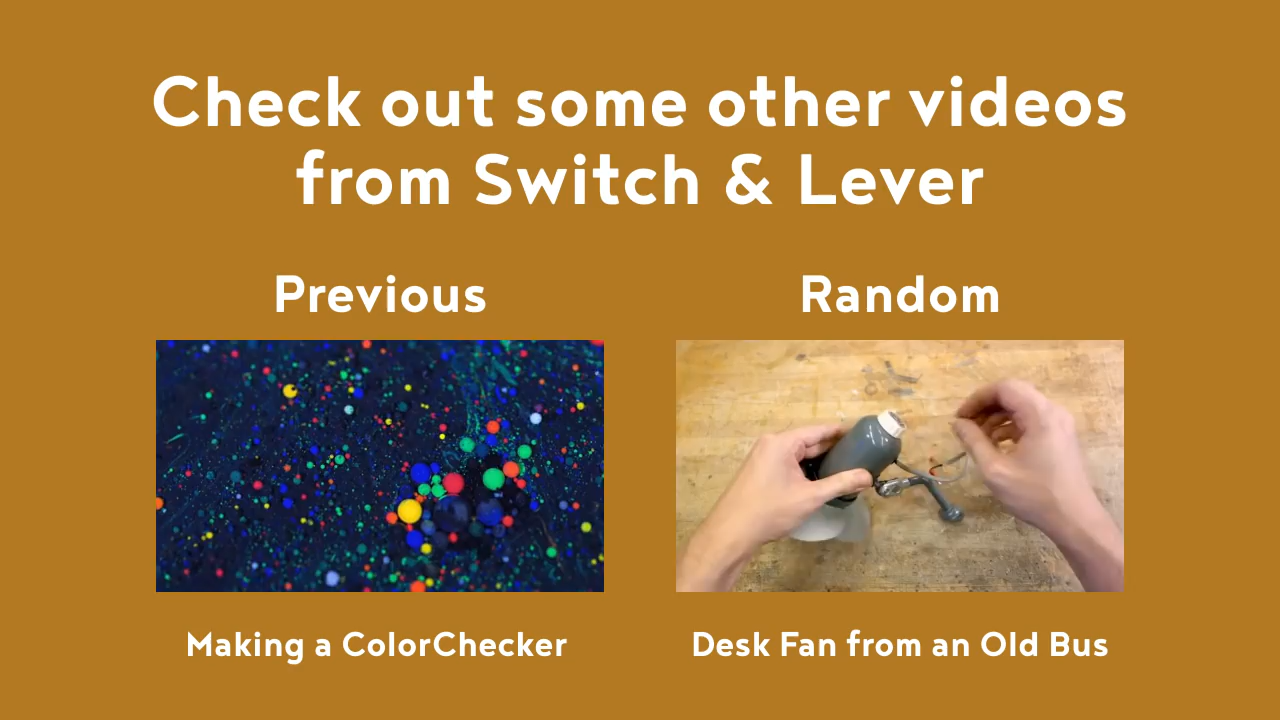 Check out some other videos
from Switch & Lever
Previous
Random
Making a ColorChecker
Desk Fan from an Old Bus